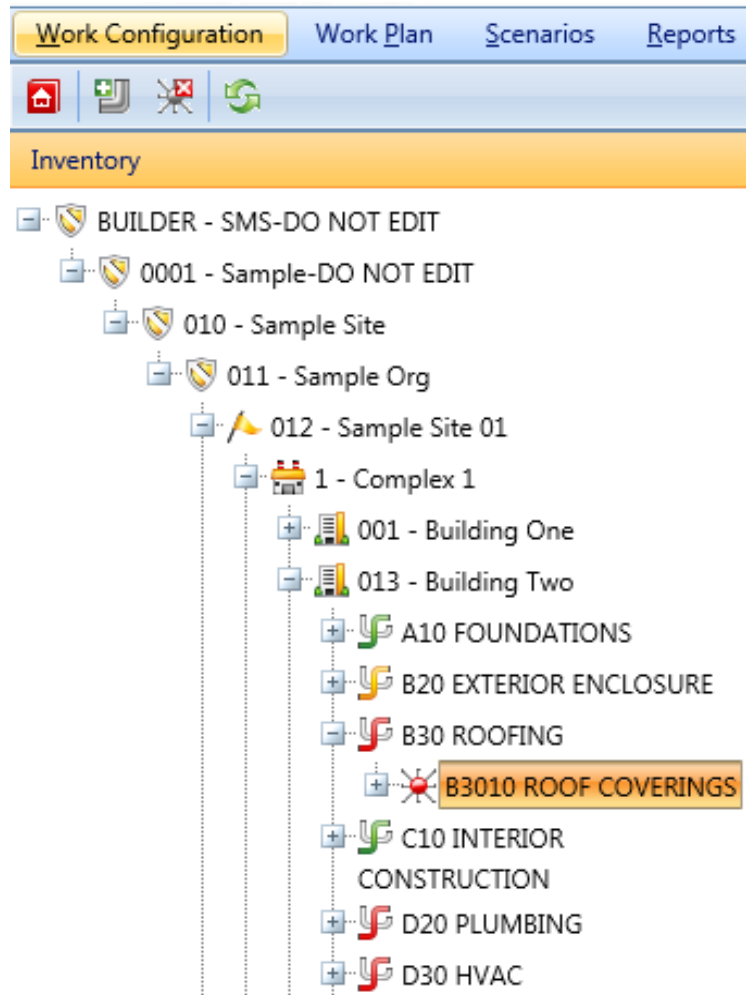 Work Configuration Work Plan Scenarios Reports
Inventory
BUILDER - SMS-DO NOT EDIT
0001 - Sample-DO NOT EDIT
010 - Sample Site
011 - Sample Org
012 - Sample Site 01
1 - Complex 1
001 - Building One
013 - Building Two
A10 FOUNDATIONS
B20 EXTERIOR ENCLOSURE
B30 ROOFING
B3010 ROOF COVERINGS
C10 INTERIOR
CONSTRUCTION
D20 PLUMBING
D30 HVAC